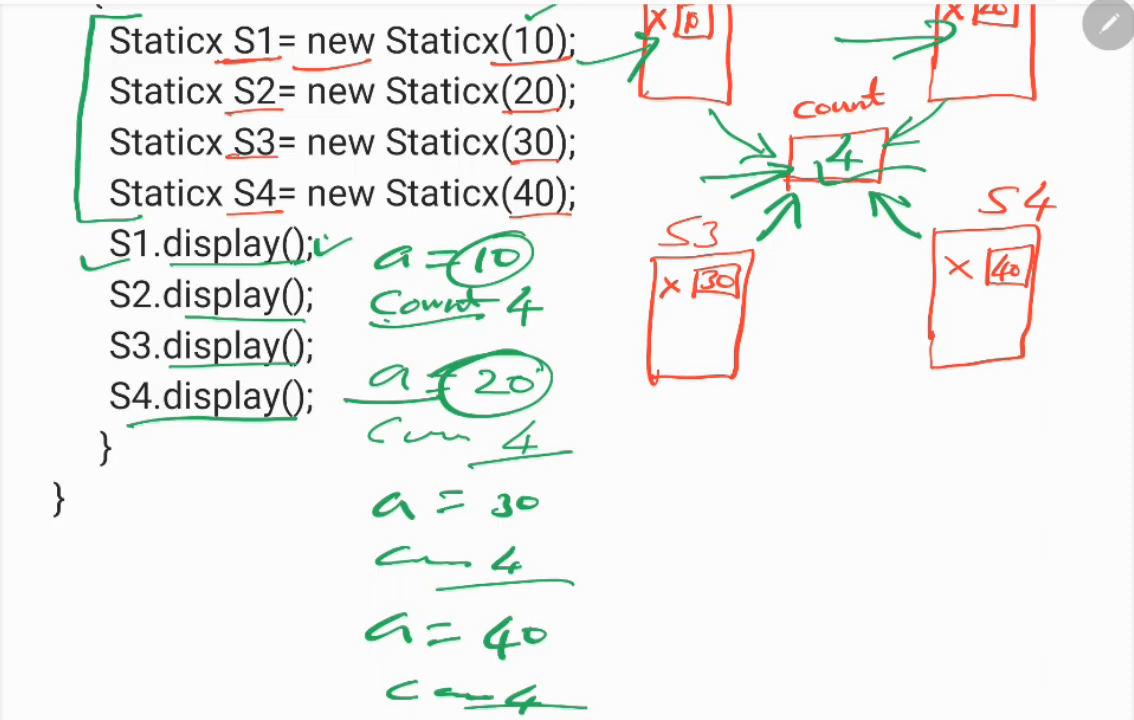 Staticx S1= new Staticx(10);
Staticx S2= new Staticx(20);
Staticx S3= new Staticx(30);
Staticx S4= new Staticx(40);
S1.display();
S2.display();
S3.display();
S4.display();
}
}
a = 10
Count 4
a = 20
4
a = 30
4
a = 40
4
X
X 20
count
4
S3
X 30
S4
X 40